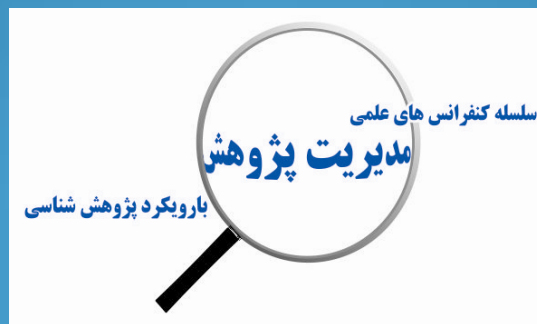 سلسله کنفرانس های علمی
مدیریت پژوهش
بارویکرد پژوهش شناسی